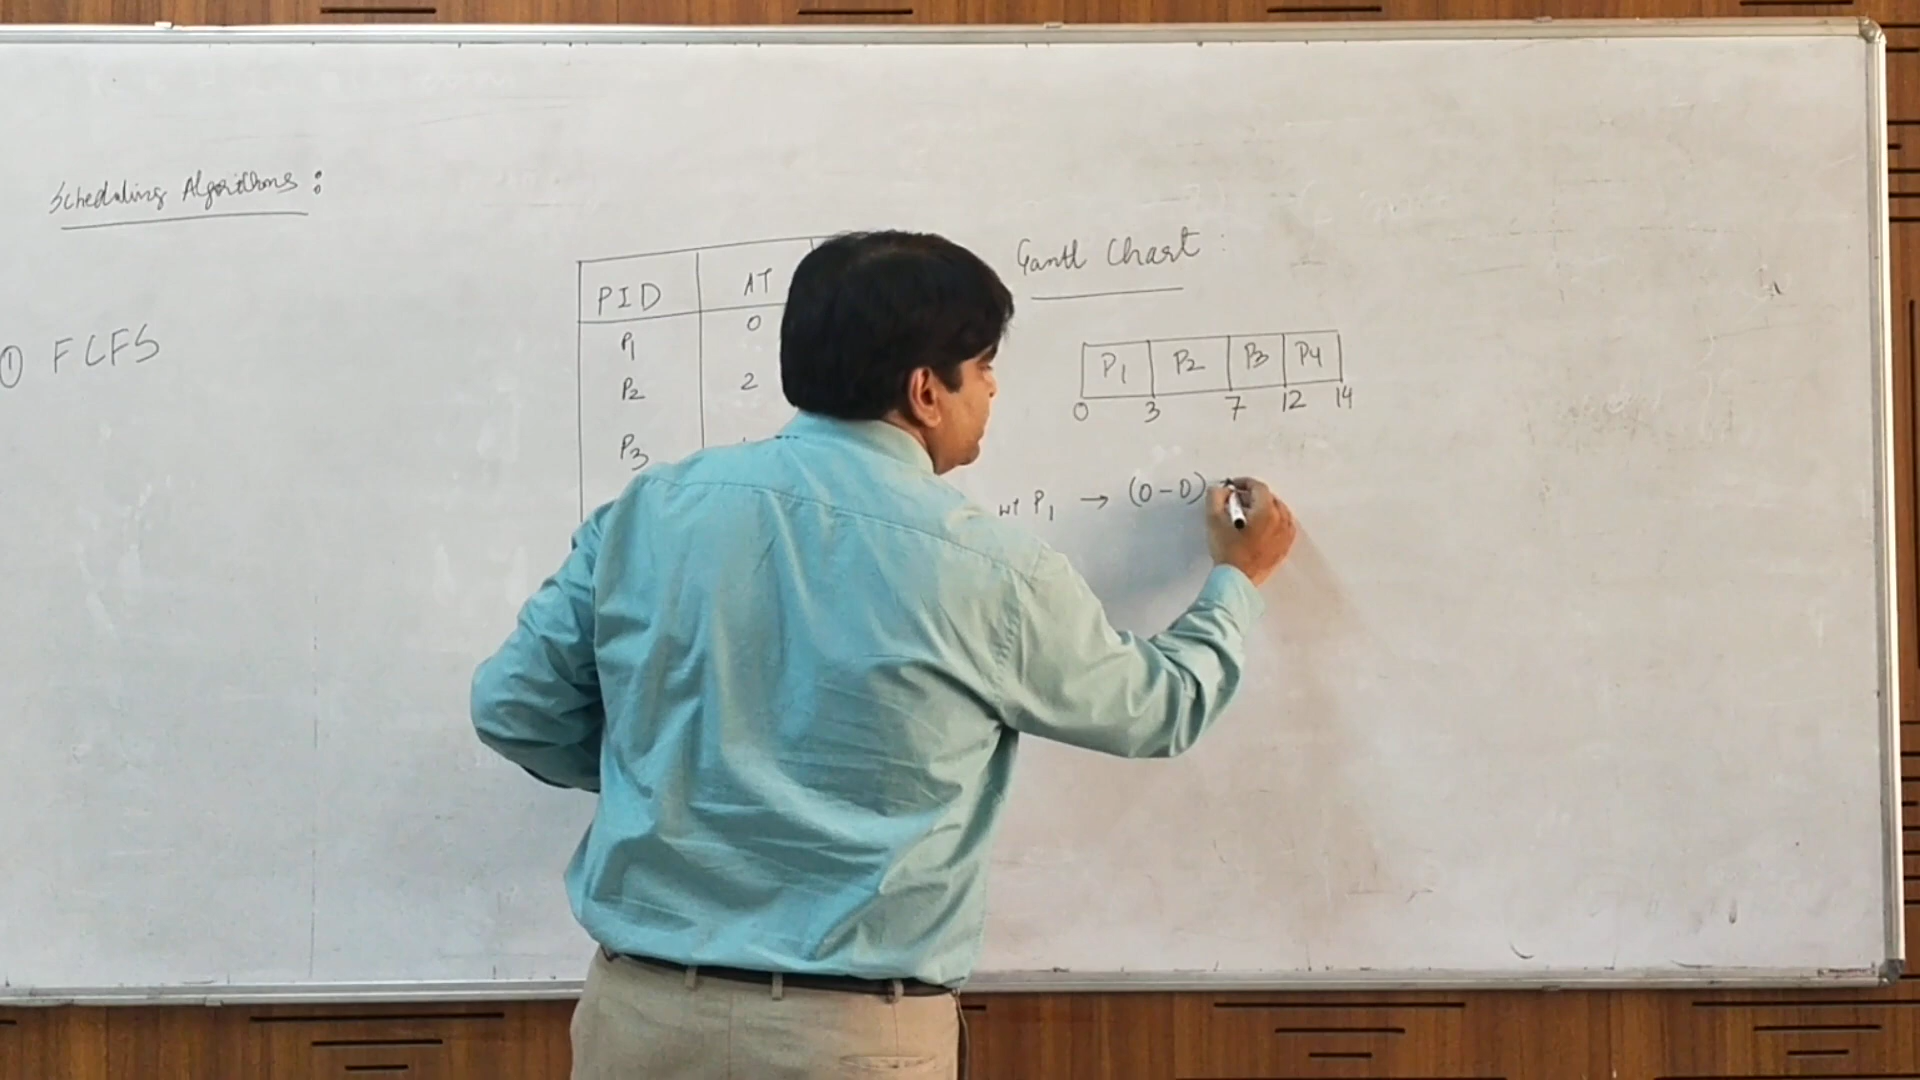 Scheduling Algorithms :
① FCFS
PID AT
P1 0
P2 2
P3
Gantt Chart :
P1 P2 P3 P4
0 3 7 12 14
WT P1 → (0-0)